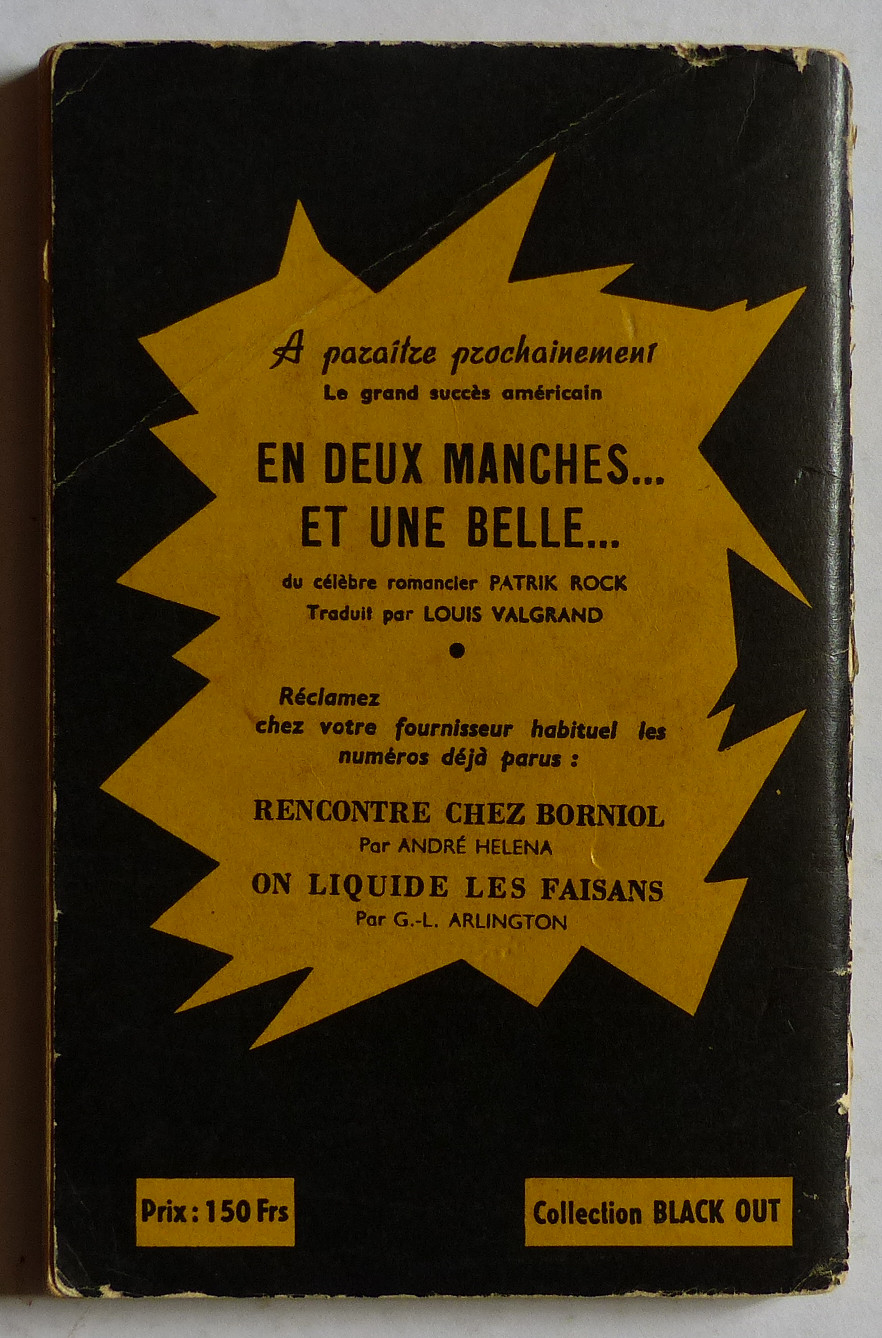 A paraître prochainement
Le grand succès américain
EN DEUX MANCHES...
ET UNE BELLE...
du célèbre romancier PATRIK ROCK
Traduit par LOUIS VALGRAND
●
Réclamez
chez votre fournisseur habituel les
numéros déjà parus :
RENCONTRE CHEZ BORNIOL
Par ANDRÉ HELENA
ON LIQUIDE LES FAISANS
Par G.-L. ARLINGTON
Prix : 150 Frs
Collection BLACK OUT